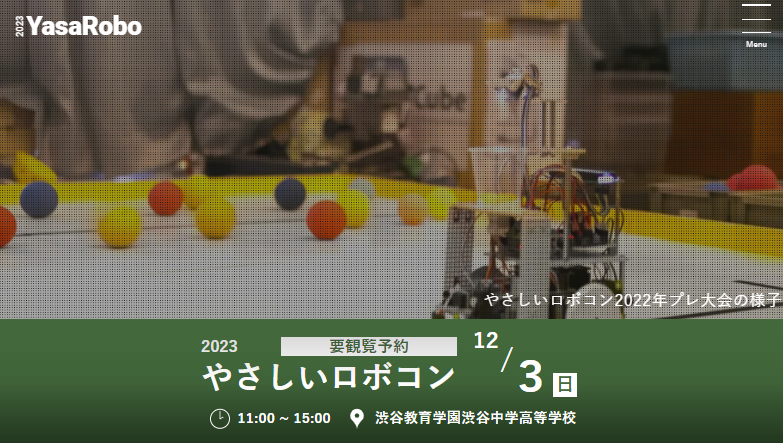 2023 YasaRobo
Menu
Cube
やさしいロボコン2022年プレ大会の様子
2023
要観覧予約
やさしいロボコン
12/3 日
11:00 ~ 15:00
渋谷教育学園渋谷中学高等学校